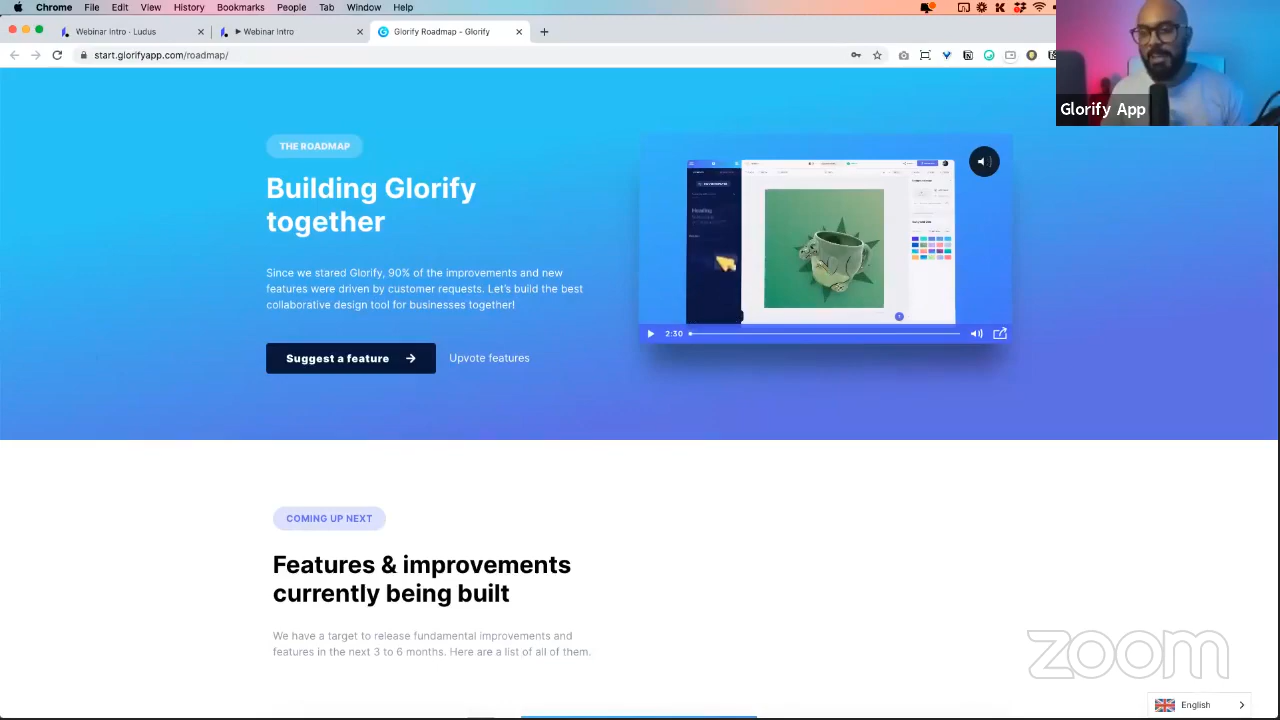 Chrome File Edit View History Bookmarks People Tab Window Help
Webinar Intro - Ludus
Webinar Intro
Glorify Roadmap - Glorify
start.glorifyapp.com/roadmap/
Glorify App
THE ROADMAP
Building Glorify
together
Since we stared Glorify, 90% of the improvements and new
features were driven by customer requests. Let's build the best
collaborative design tool for businesses together!
Suggest a feature
Upvote features
Heading
2:30
COMING UP NEXT
Features & improvements
currently being built
We have a target to release fundamental improvements and
features in the next 3 to 6 months. Here are a list of all of them.
zoom
English